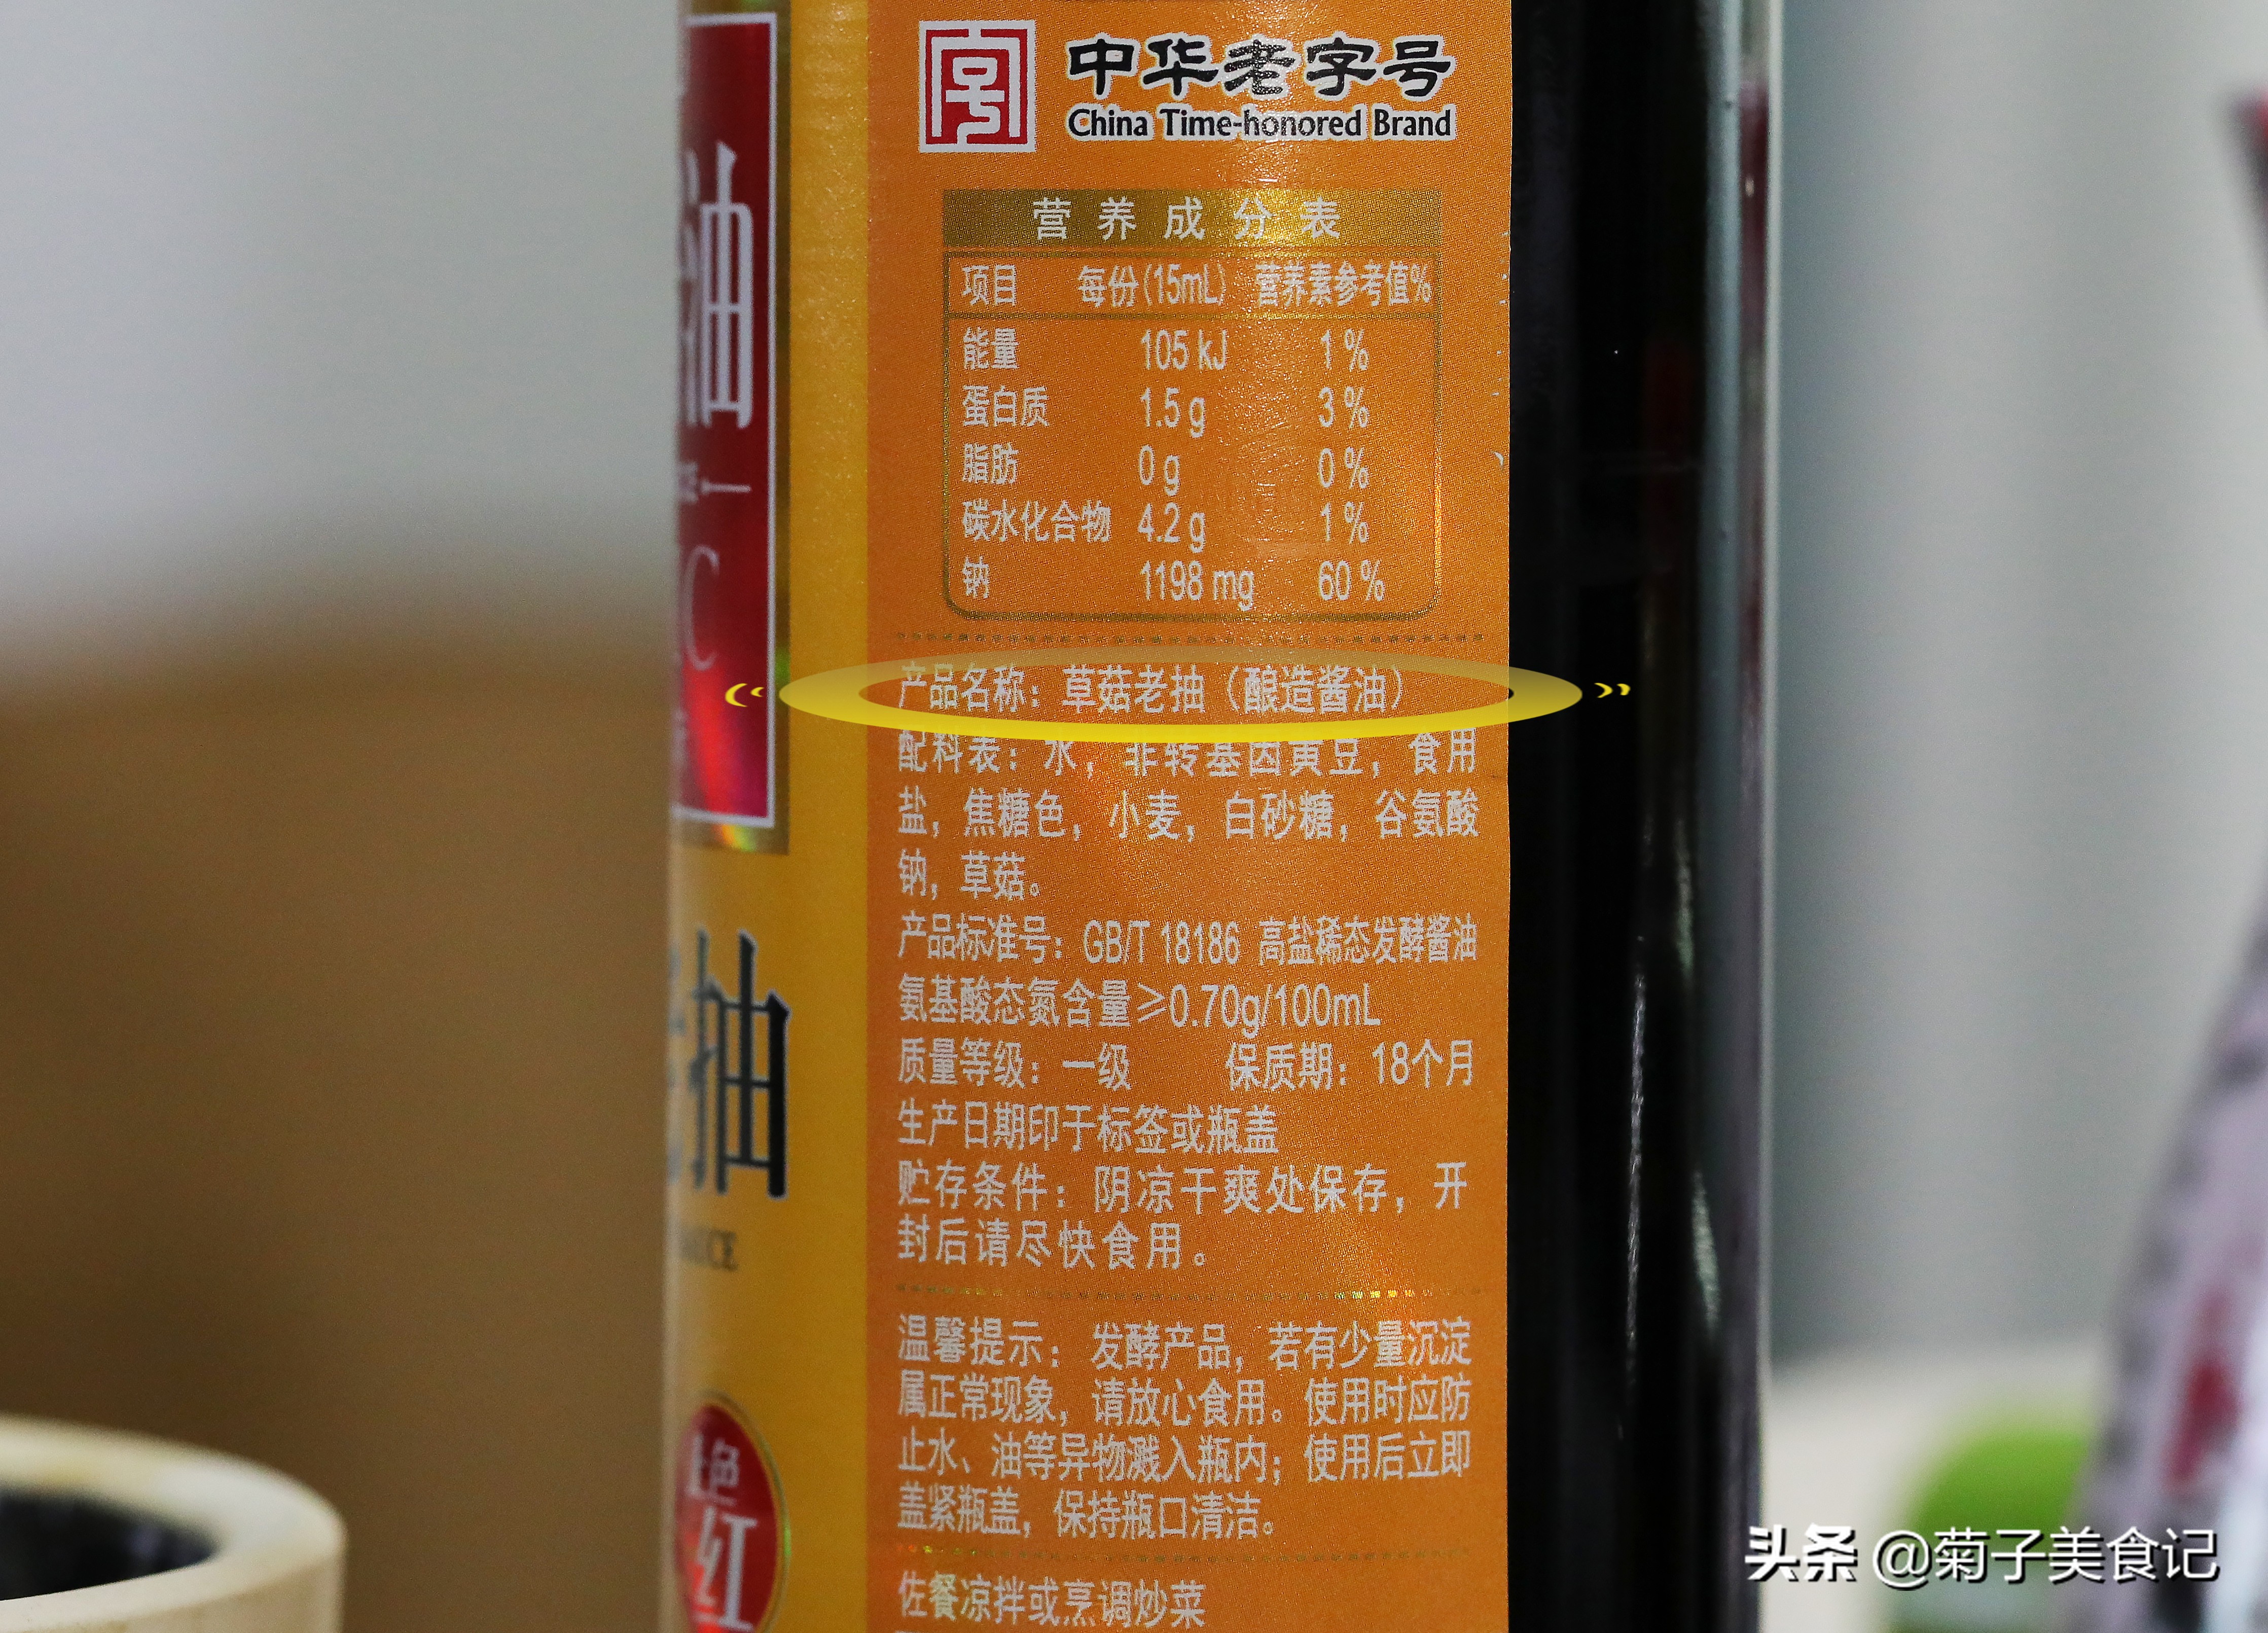 中华老字号
China Time-honored Brand
营养成分表
项目 每份(15mL) 营养素参考值%
能量 105 kJ 1%
蛋白质 1.5 g 3%
脂肪 0 g 0%
碳水化合物 4.2 g 1%
钠 1198 mg 60%
产品名称：草菇老抽（酿造酱油）
配料表：水，非转基因黄豆，食用
盐，焦糖色，小麦，白砂糖，谷氨酸
钠，草菇。
产品标准号：GB/T 18186 高盐稀态发酵酱油
氨基酸态氮含量≥0.70g/100mL
质量等级：一级 保质期：18个月
生产日期印于标签或瓶盖
贮存条件：阴凉干爽处保存，开
封后请尽快食用。
温馨提示：发酵产品，若有少量沉淀
属正常现象，请放心食用。使用时应防
止水、油等异物溅入瓶内；使用后立即
盖紧瓶盖，保持瓶口清洁。
佐餐凉拌或烹调炒菜
油
抽
色
红
头条 @菊子美食记